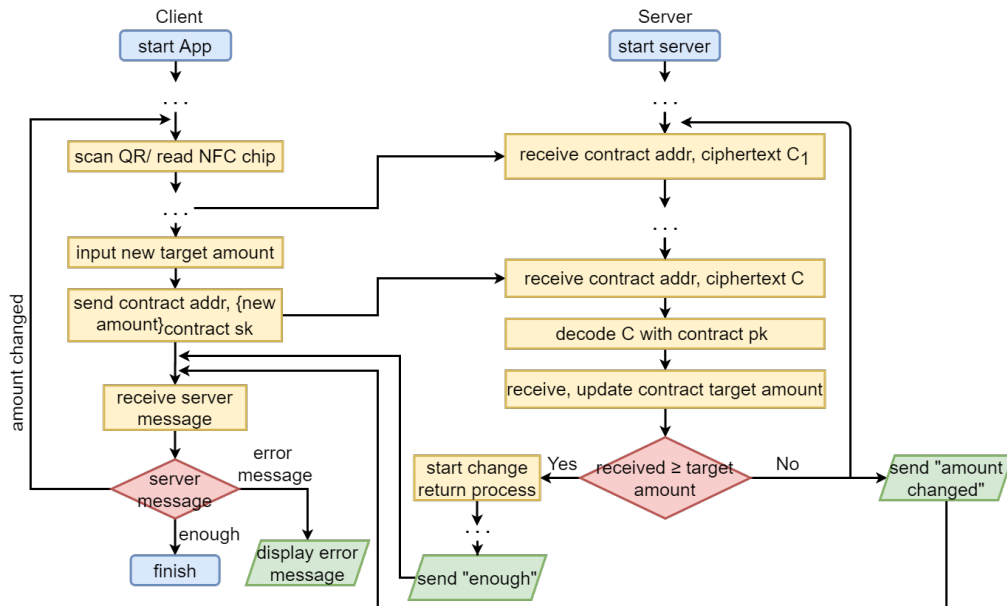 Client
Server
start App
start server
. . .
. . .
scan QR/ read NFC chip
receive contract addr, ciphertext C1
. . .
. . .
input new target amount
receive contract addr, ciphertext C
send contract addr, {new
amount}contract sk
decode C with contract pk
amount changed
receive, update contract target amount
receive server
message
error
message
server
message
start change
return process
Yes
received ≥ target
amount
No
send "amount
changed"
enough
. . .
display error
message
finish
send "enough"